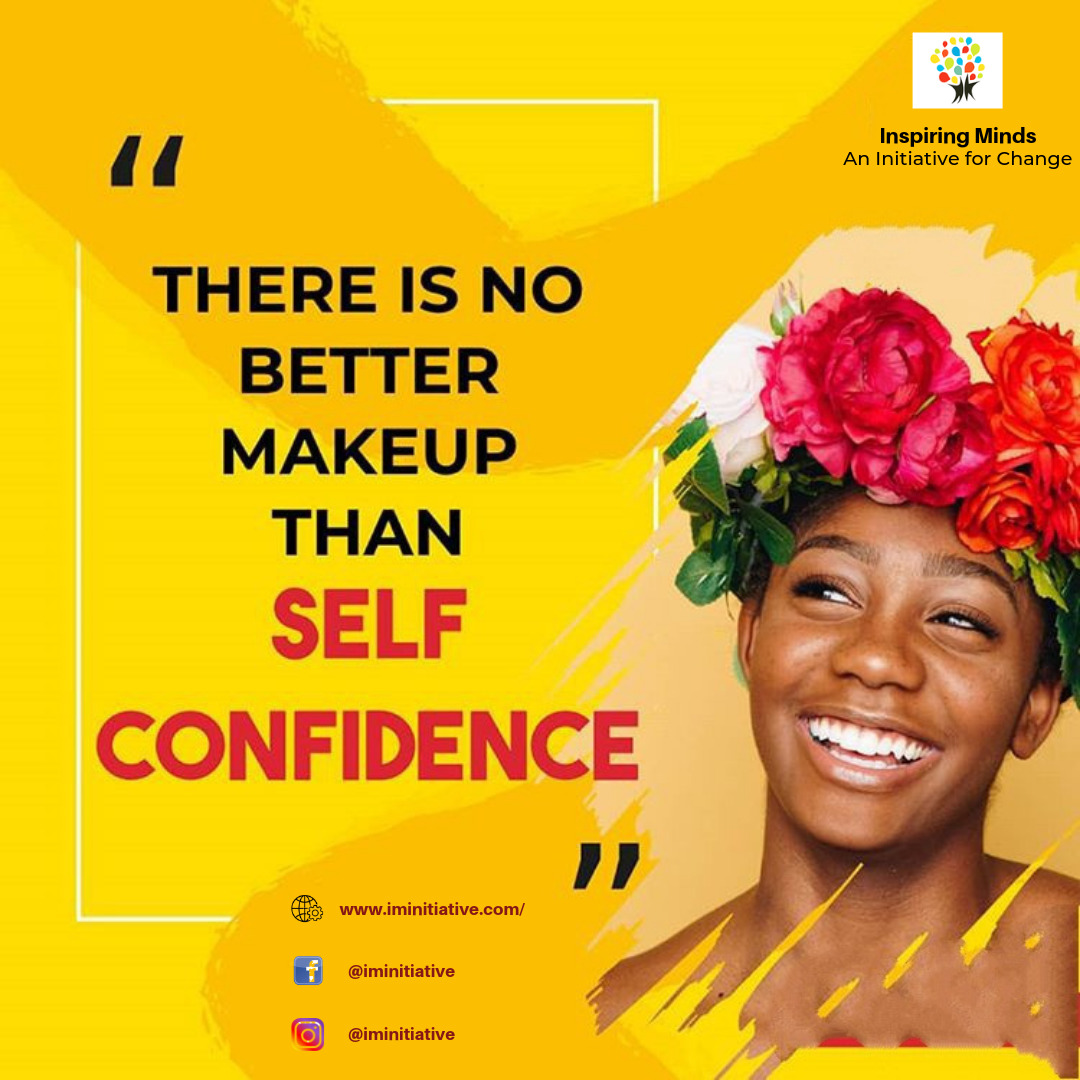 Inspiring Minds
An Initiative for Change
“
THERE IS NO
BETTER
MAKEUP
THAN
SELF
CONFIDENCE
”
www.iminitiative.com/
@iminitiative
@iminitiative